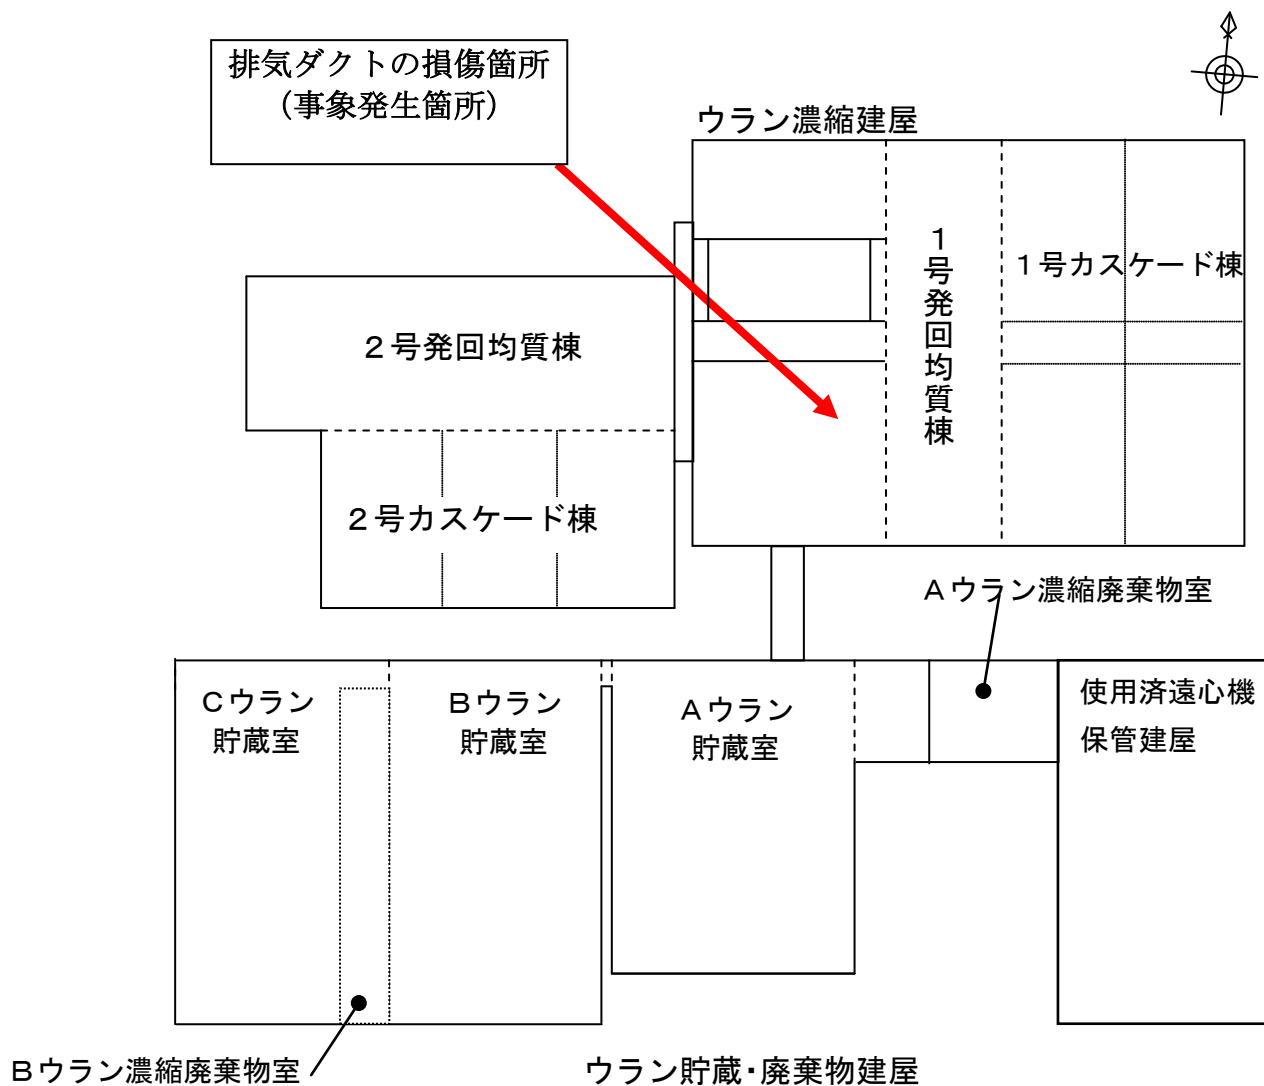 排気ダクトの損傷箇所
(事象発生箇所)
ウラン濃縮建屋
1号発回均質棟
1号カスケード棟
2号発回均質棟
2号カスケード棟
Aウラン濃縮廃棄物室
Cウラン
貯蔵室
Bウラン
貯蔵室
Aウラン
貯蔵室
使用済遠心機
保管建屋
Bウラン濃縮廃棄物室
ウラン貯蔵・廃棄物建屋